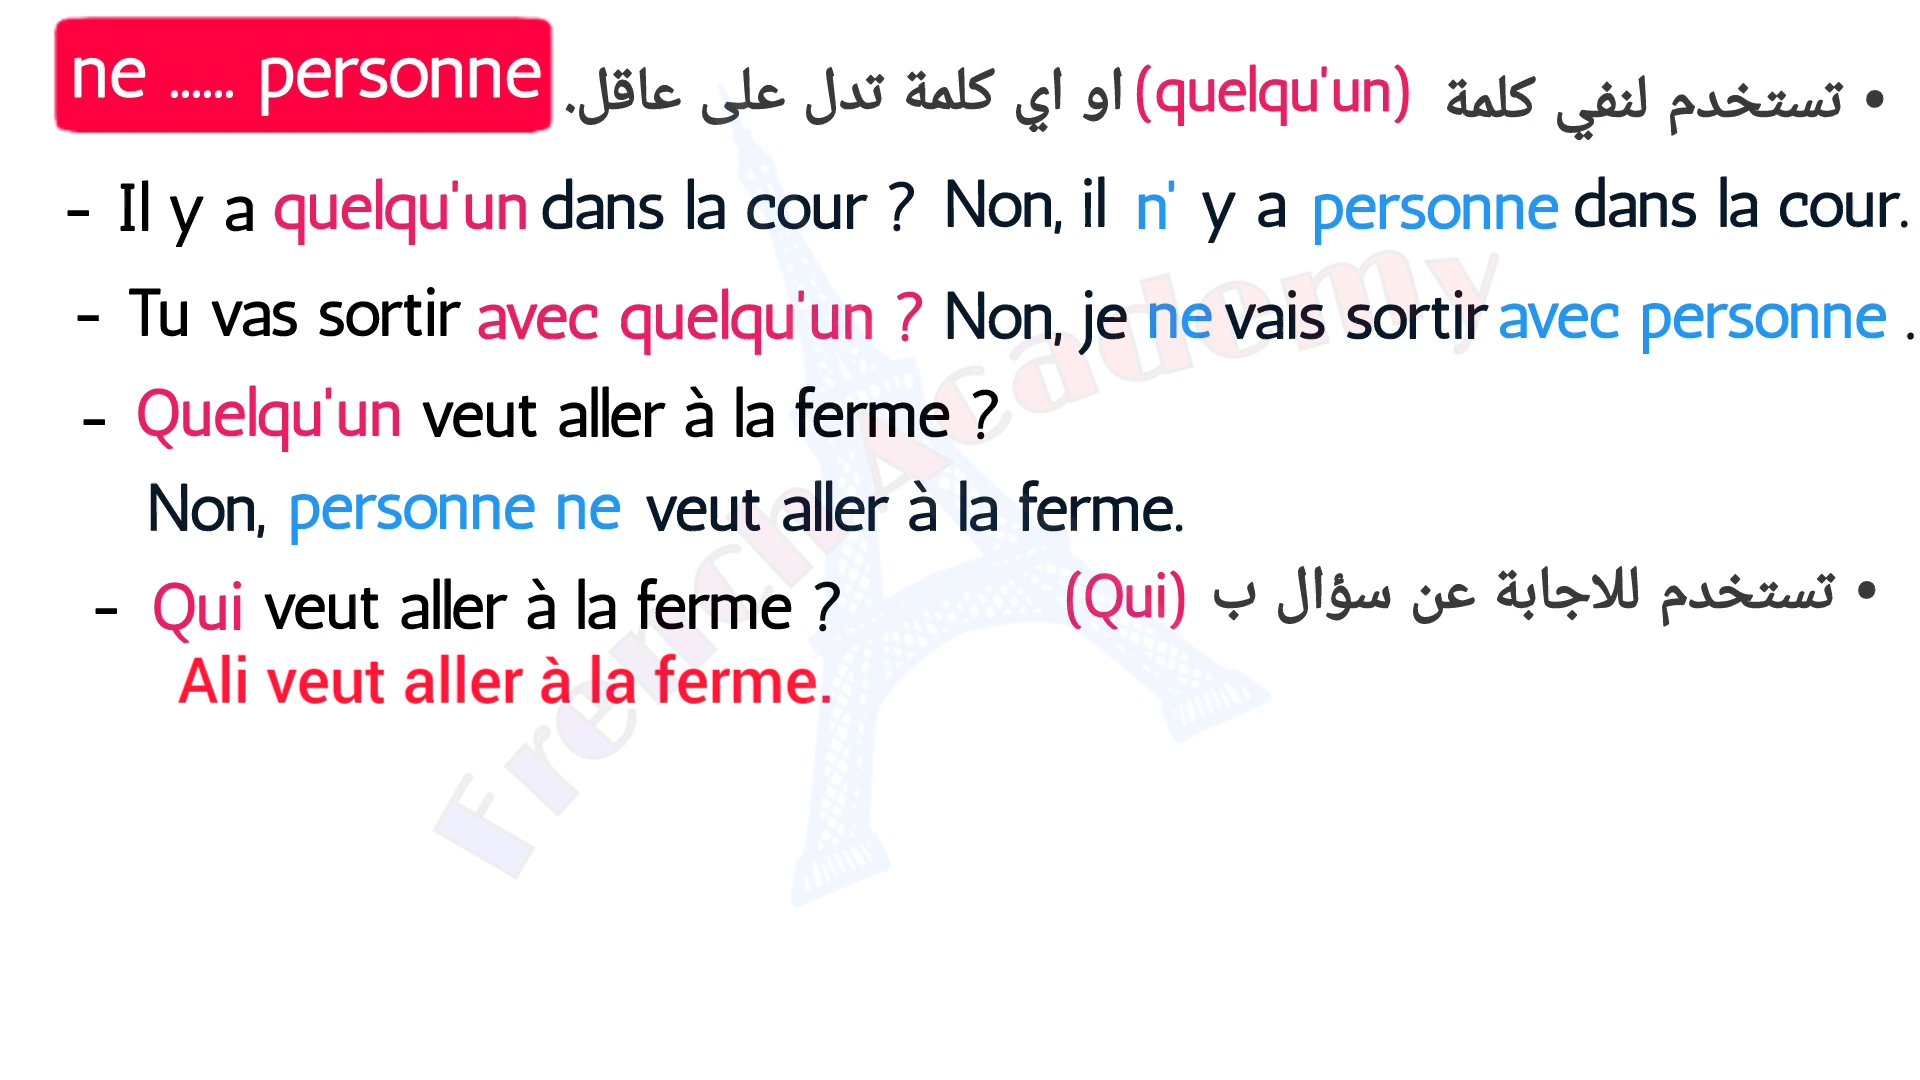 ne ...... personne
• تستخدم لنفي كلمة (quelqu'un) او اي كلمة تدل على عاقل.
- Il y a quelqu'un dans la cour ? Non, il n' y a personne dans la cour.
- Tu vas sortir avec quelqu'un ? Non, je ne vais sortir avec personne .
- Quelqu'un veut aller à la ferme ?
Non, personne ne veut aller à la ferme.
• تستخدم للاجابة عن سؤال ب (Qui)
- Qui veut aller à la ferme ?
Ali veut aller à la ferme.
French Academy